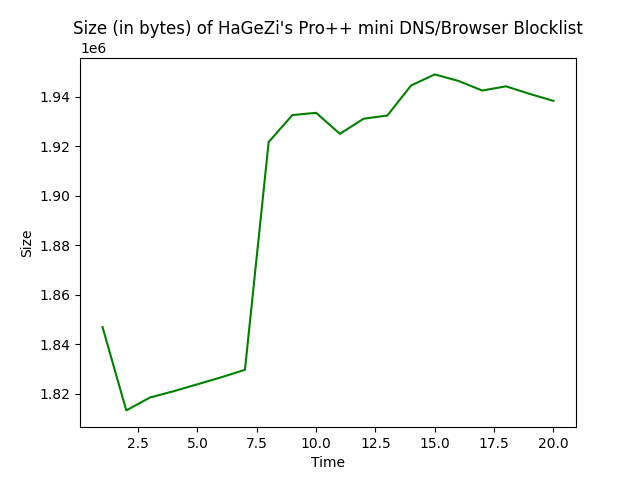 Size (in bytes) of HaGeZi's Pro++ mini DNS/Browser Blocklist
1e6
1.94
1.92
1.90
1.88
1.86
1.84
1.82
Size
2.5 5.0 7.5 10.0 12.5 15.0 17.5 20.0
Time